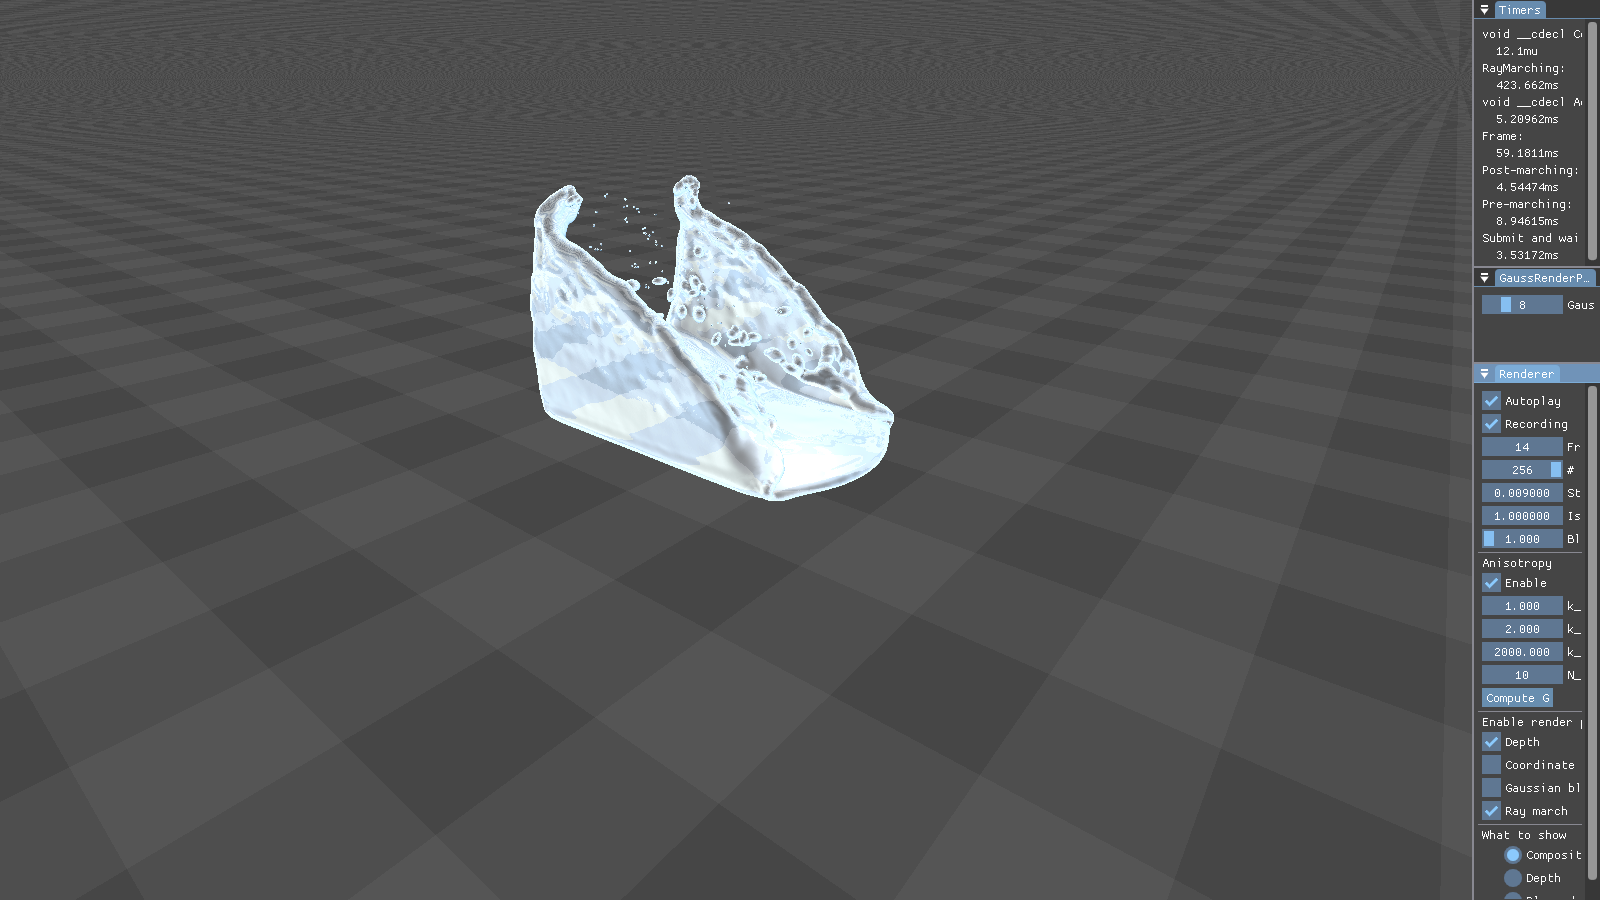 Timers
void __cdecl
12.1mu
RayMarching:
423.662ms
void __cdecl
5.20962ms
Frame:
59.1811ms
Post-marching:
4.54474ms
Pre-marching:
8.94615ms
Submit and wai
3.53172ms
GaussRenderP...
8 Gaus
Renderer
Autoplay
Recording
14 Fr
256 #
0.009000 St
1.000000 Is
1.000 Bl
Anisotropy
Enable
1.000 k_
2.000 k_
2000.000 k_
10 N_
Compute G
Enable render
Depth
Coordinate
Gaussian bl
Ray march
What to show
Composit
Depth